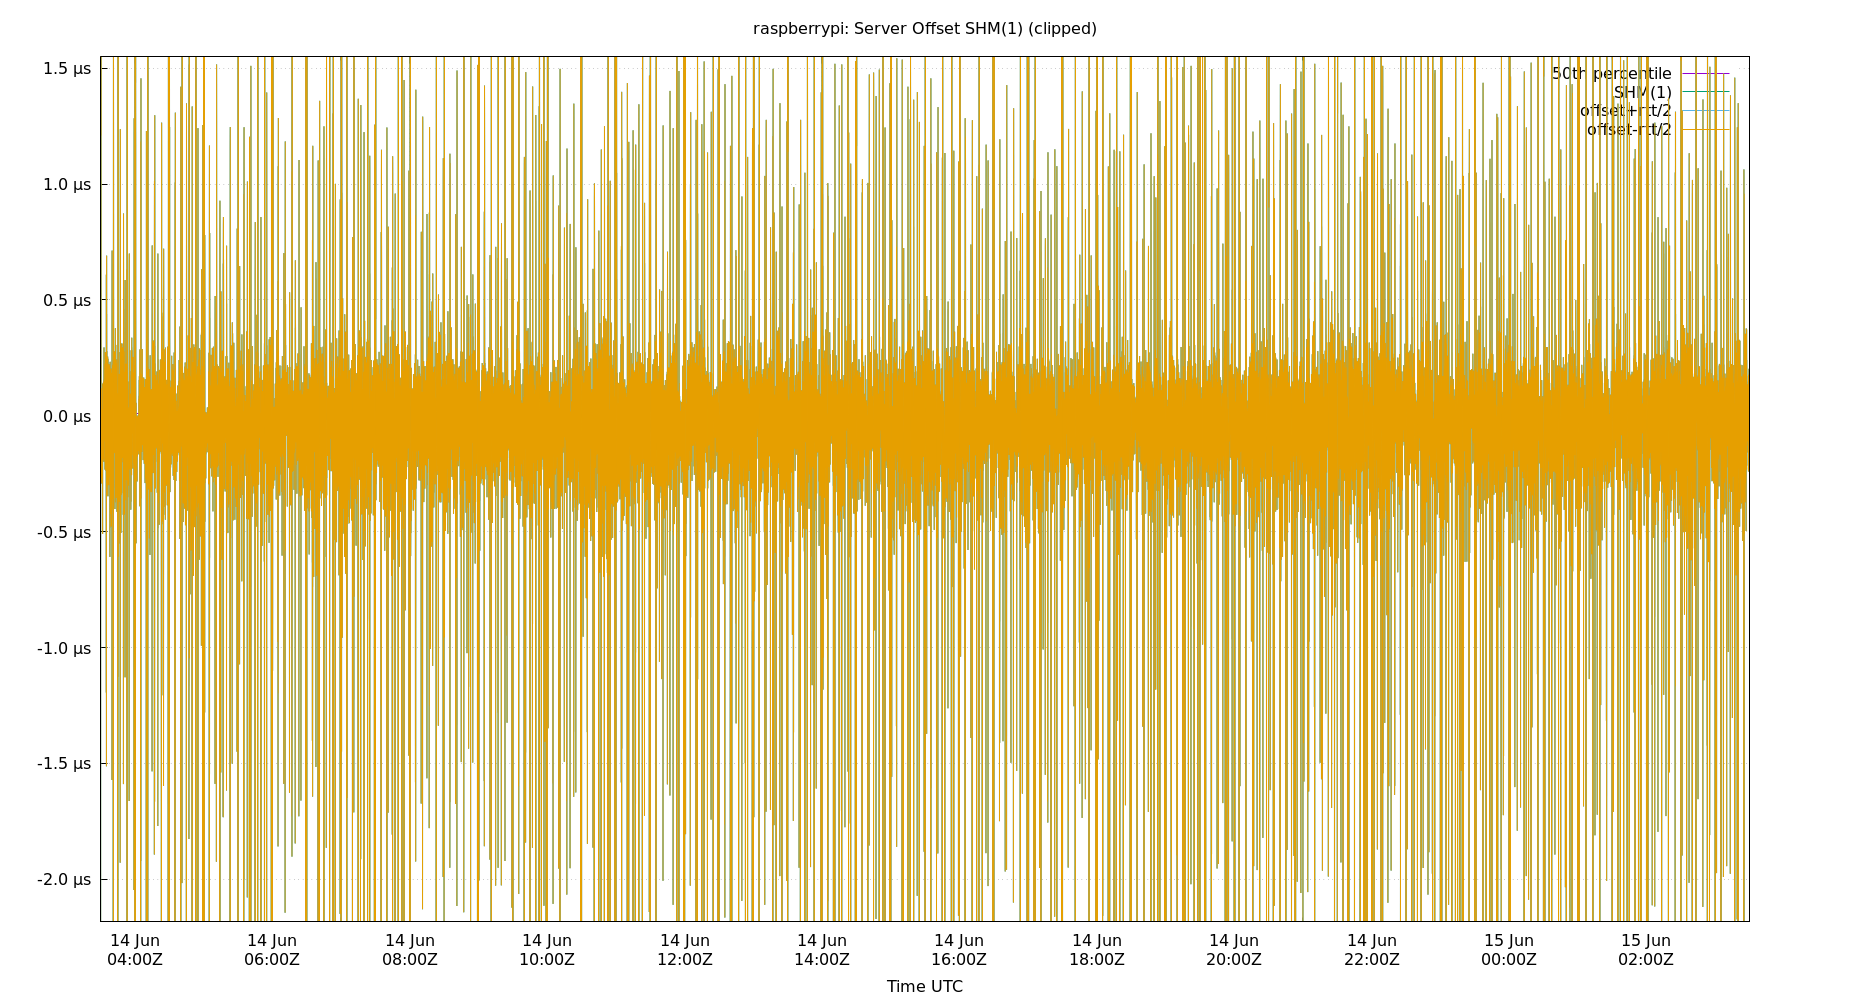 raspberrypi: Server Offset SHM(1) (clipped)
1.5 µs
1.0 µs
0.5 µs
0.0 µs
-0.5 µs
-1.0 µs
-1.5 µs
-2.0 µs
50th percentile
SHM(1)
offset+rtt/2
offset-rtt/2
14 Jun 14 Jun 14 Jun 14 Jun 14 Jun 14 Jun 14 Jun 14 Jun 14 Jun 14 Jun 15 Jun 15 Jun
04:00Z 06:00Z 08:00Z 10:00Z 12:00Z 14:00Z 16:00Z 18:00Z 20:00Z 22:00Z 00:00Z 02:00Z
Time UTC